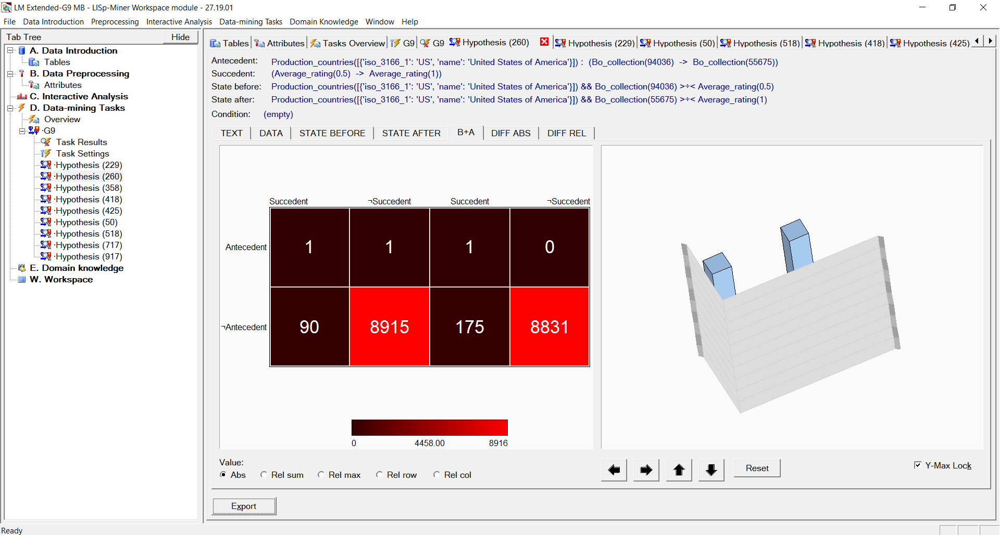 LM Extended-G9 MB - LISp-Miner Workspace module - 27.19.01
File Data Introduction Preprocessing Interactive Analysis Data-mining Tasks Domain Knowledge Window Help
Tab Tree Hide
A. Data Introduction
Tables
B. Data Preprocessing
Attributes
C. Interactive Analysis
D. Data-mining Tasks
Overview
·G9
Task Results
Task Settings
·Hypothesis (229)
·Hypothesis (260)
·Hypothesis (358)
·Hypothesis (418)
·Hypothesis (425)
·Hypothesis (50)
·Hypothesis (518)
·Hypothesis (717)
·Hypothesis (917)
E. Domain knowledge
W. Workspace
Tables Attributes Tasks Overview G9 G9 Hypothesis (260) Hypothesis (229) Hypothesis (50) Hypothesis (518) Hypothesis (418) Hypothesis (425)
Antecedent: Production_countries([{'iso_3166_1': 'US', 'name': 'United States of America'}]) : (Bo_collection(94036) -> Bo_collection(55675))
Succedent: (Average_rating(0.5) -> Average_rating(1))
State before: Production_countries([{'iso_3166_1': 'US', 'name': 'United States of America'}]) && Bo_collection(94036) >÷< Average_rating(0.5)
State after: Production_countries([{'iso_3166_1': 'US', 'name': 'United States of America'}]) && Bo_collection(55675) >÷< Average_rating(1)
Condition: (empty)
TEXT DATA STATE BEFORE STATE AFTER B+A DIFF ABS DIFF REL
Succedent ¬Succedent Succedent ¬Succedent
Antecedent 1 1 1 0
¬Antecedent 90 8915 175 8831
0 4458.00 8916
Value:
Abs Rel sum Rel max Rel row Rel col
Reset
Y-Max Lock
Export
Ready